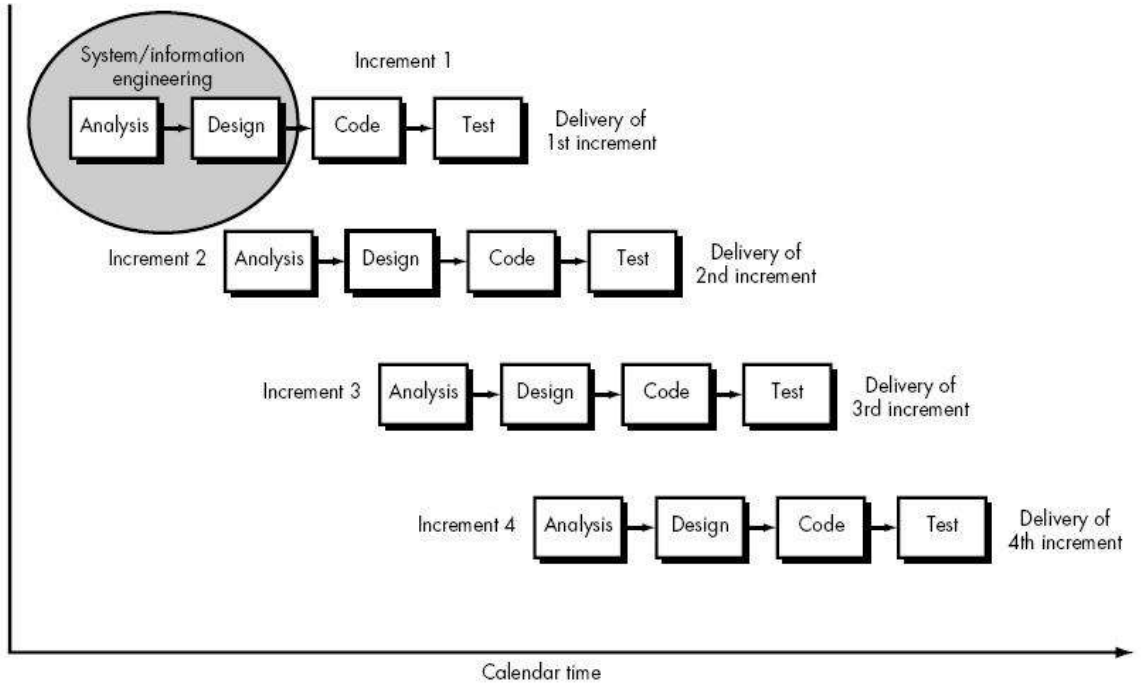 System/information
engineering
Increment 1
Analysis
Design
Code
Test
Delivery of
1st increment
Increment 2
Analysis
Design
Code
Test
Delivery of
2nd increment
Increment 3
Analysis
Design
Code
Test
Delivery of
3rd increment
Increment 4
Analysis
Design
Code
Test
Delivery of
4th increment
Calendar time